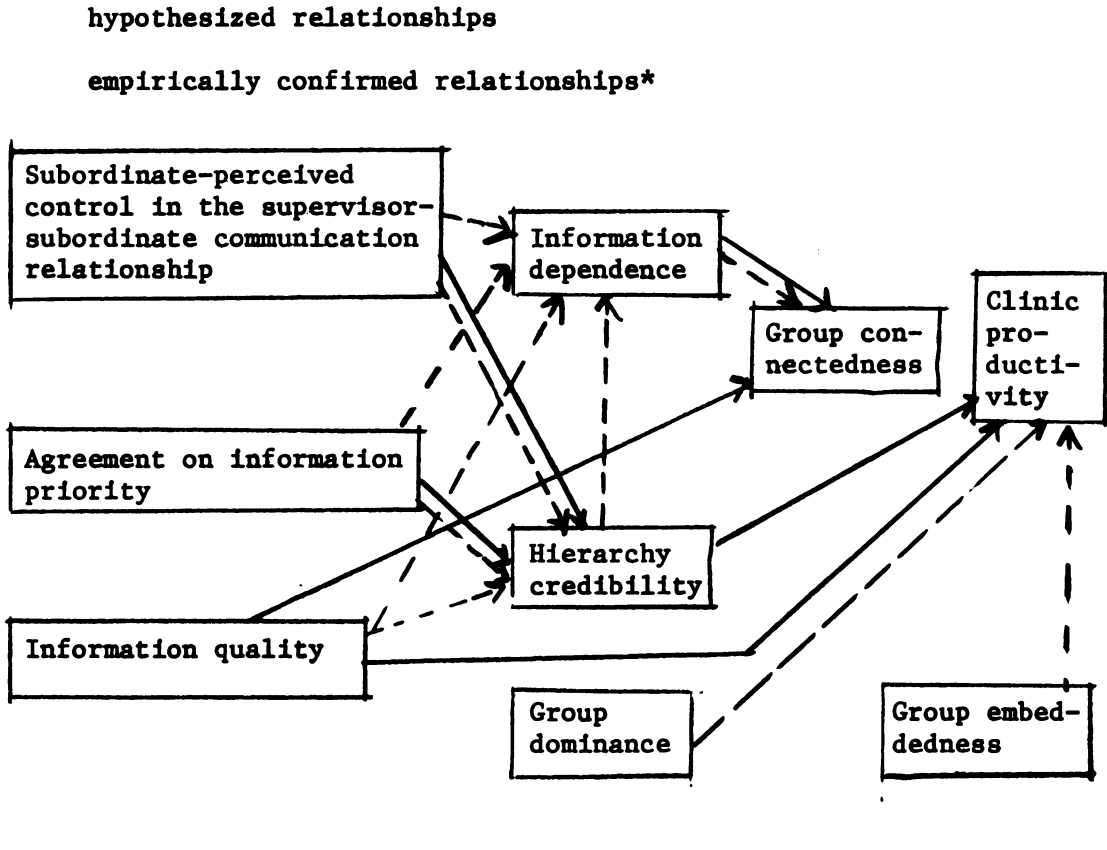 hypothesized relationships
empirically confirmed relationships*
Subordinate-perceived
control in the supervisor-
subordinate communication
relationship
Information
dependence
Group con-
nectedness
Clinic
pro-
ducti-
vity
Agreement on information
priority
Hierarchy
credibility
Information quality
Group
dominance
Group embed-
dedness